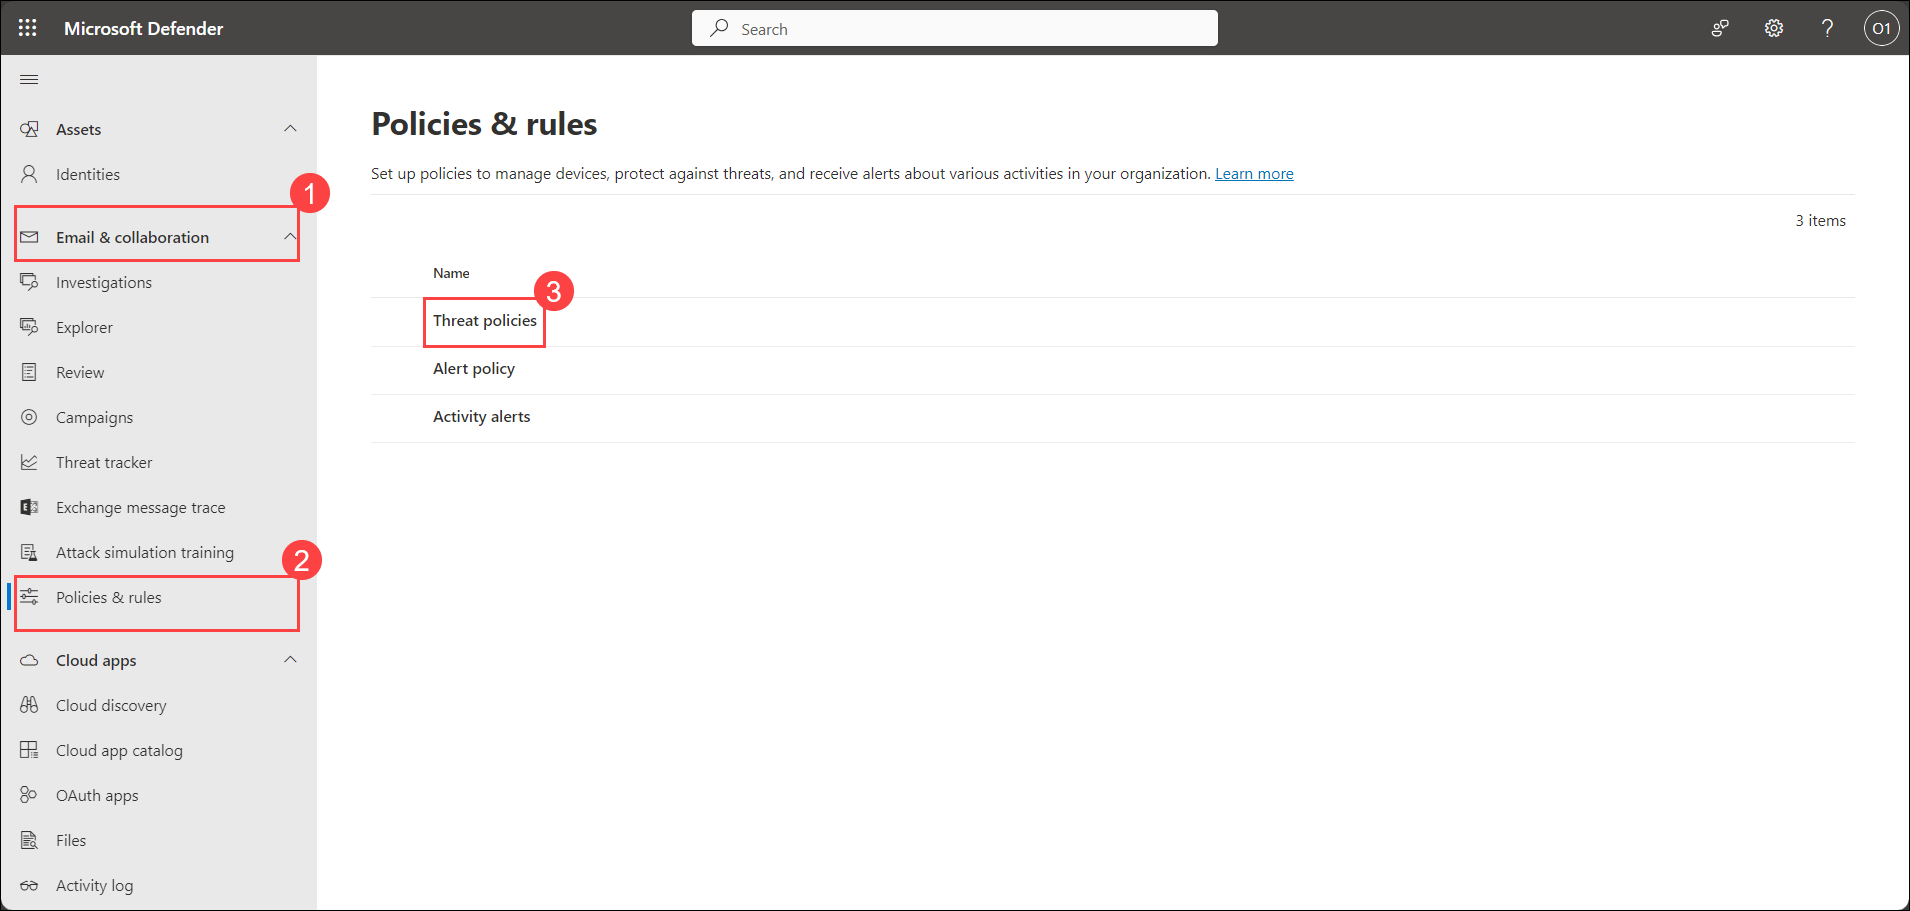 Microsoft Defender
Search
O1
Assets
Identities
1
Email & collaboration
Investigations
Explorer
Review
Campaigns
Threat tracker
Exchange message trace
Attack simulation training
2
Policies & rules
Cloud apps
Cloud discovery
Cloud app catalog
OAuth apps
Files
Activity log
Policies & rules
Set up policies to manage devices, protect against threats, and receive alerts about various activities in your organization. Learn more
3 items
Name
3
Threat policies
Alert policy
Activity alerts